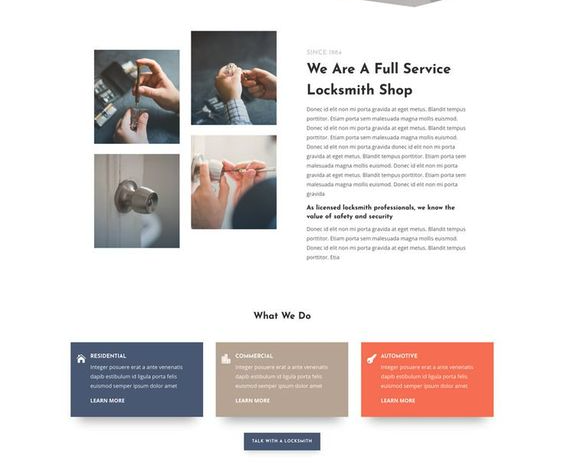 SINCE 1984
We Are A Full Service
Locksmith Shop
Donec id elit non mi porta gravida at eget metus. Blandit tempus
porttitor. Etiam porta sem malesuada magna mollis euismod.
Donec id elit non mi porta gravida at eget metus. Blandit tempus
porttitor. Etiam porta sem malesuada magna mollis euismod.
Donec id elit non mi porta gravida donec id elit non mi porta
gravida at eget metus. Blandit tempus porttitor. Etiam porta sem
malesuada magna mollis euismod. Donec id elit non mi porta
gravida at eget metus. Blandit tempus porttitor. Etiam porta sem
malesuada magna mollis euismod. Donec id elit non mi porta
gravida
As licensed locksmith professionals, we know the
value of safety and security
Donec id elit non mi porta gravida at eget metus. Blandit tempus
porttitor. Etiam porta sem malesuada magna mollis euismod.
Donec id elit non mi porta gravida at eget metus. Blandit tempus
porttitor. Etia
What We Do
RESIDENTIAL
Integer posuere erat a ante venenatis
dapib estibulum id ligula porta felis
euismod semper ipsum dolor amet
LEARN MORE
COMMERCIAL
Integer posuere erat a ante venenatis
dapib estibulum id ligula porta felis
euismod semper ipsum dolor amet
LEARN MORE
AUTOMOTIVE
Integer posuere erat a ante venenatis
dapib estibulum id ligula porta felis
euismod semper ipsum dolor amet
LEARN MORE
TALK WITH A LOCKSMITH